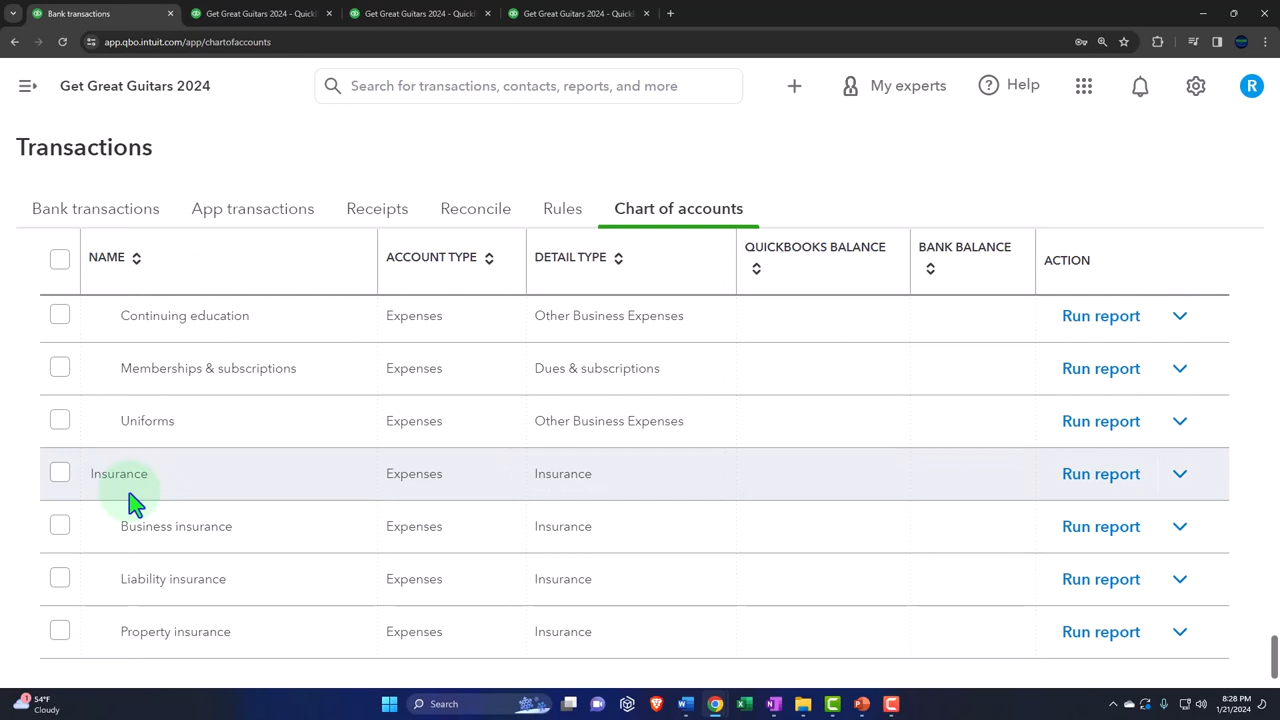 Bank transactions
Get Great Guitars 2024 - Quick
Get Great Guitars 2024 - Quick
Get Great Guitars 2024 - Quick
app.qbo.intuit.com/app/chartofaccounts
Get Great Guitars 2024
Search for transactions, contacts, reports, and more
My experts
Help
R
Transactions
Bank transactions App transactions Receipts Reconcile Rules Chart of accounts
NAME ACCOUNT TYPE DETAIL TYPE QUICKBOOKS BALANCE BANK BALANCE ACTION
Continuing education Expenses Other Business Expenses Run report
Memberships & subscriptions Expenses Dues & subscriptions Run report
Uniforms Expenses Other Business Expenses Run report
Insurance Expenses Insurance Run report
Business insurance Expenses Insurance Run report
Liability insurance Expenses Insurance Run report
Property insurance Expenses Insurance Run report
54°F
Cloudy
Search
8:28 PM
1/21/2024